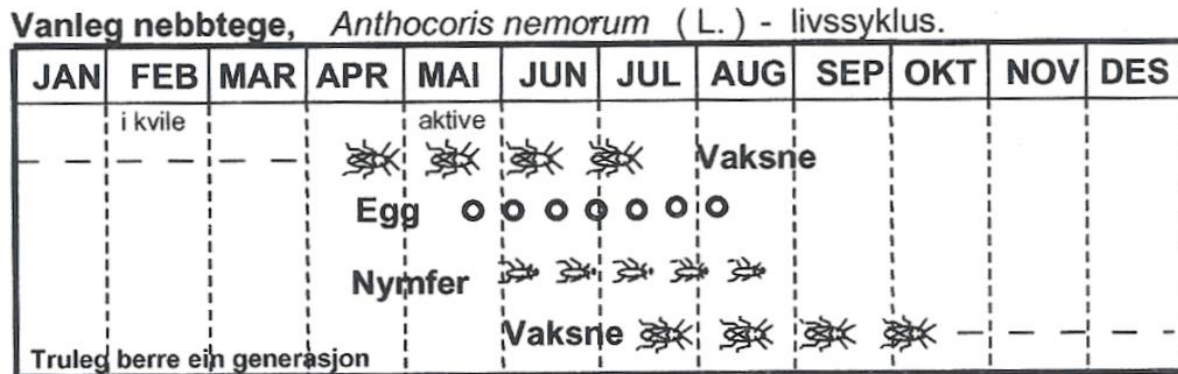 Vanleg nebbtege, Anthocoris nemorum ( L. ) - livssyklus.
JAN FEB MAR APR MAI JUN JUL AUG SEP OKT NOV DES
i kvile aktive
Vaksne
Egg
Nymfer
Vaksne
Truleg berre ein generasjon